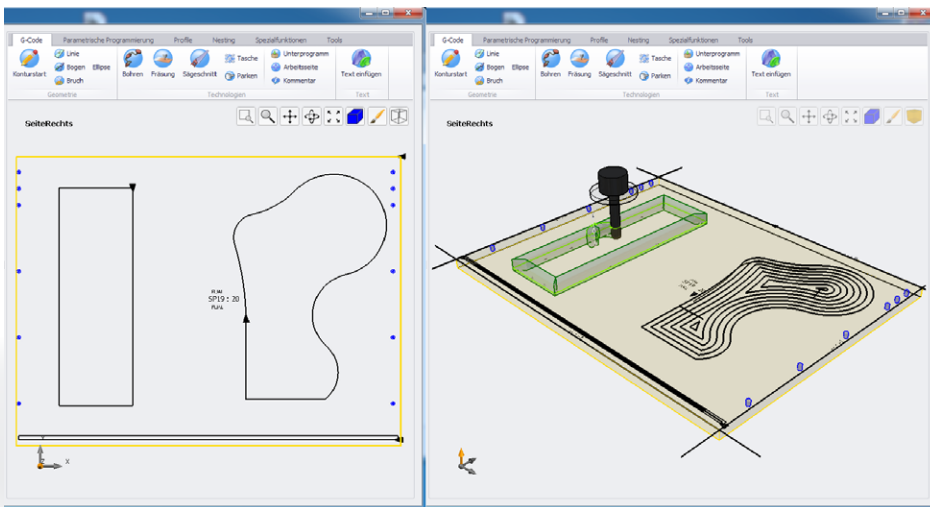 G-Code Parametrische Programmierung Profile Nesting Spezialfunktionen Tools
Konturstart
Linie
Bogen Ellipse
Bruch
Geometrie
Bohren Fräsung Sägeschnitt
Tasche
Parken
Unterprogramm
Arbeitsseite
Kommentar
Technologien
Text einfügen
Text
SeiteRechts
SP19 : 20
X
G-Code Parametrische Programmierung Profile Nesting Spezialfunktionen Tools
Konturstart
Linie
Bogen Ellipse
Bruch
Geometrie
Bohren Fräsung Sägeschnitt
Tasche
Parken
Unterprogramm
Arbeitsseite
Kommentar
Technologien
Text einfügen
Text
SeiteRechts